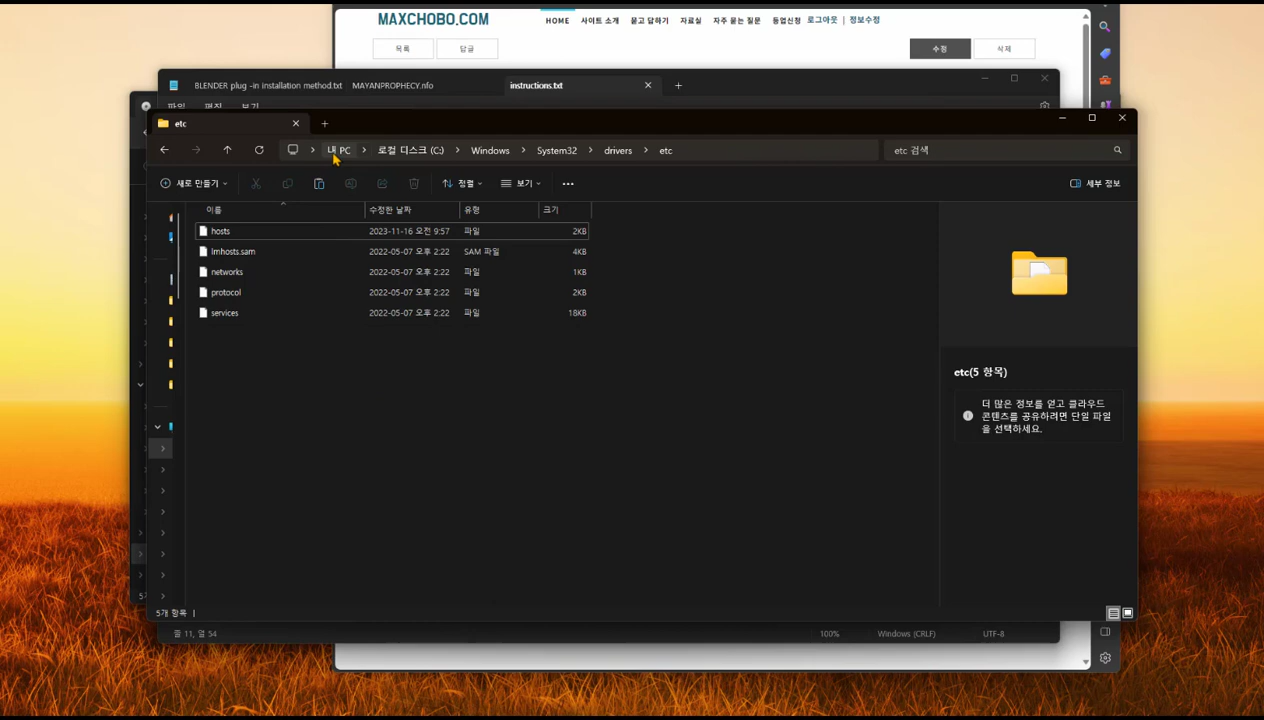 MAXCHOBO.COM
HOME 사이트 소개 묻고 답하기 자료실 자주 묻는 질문 등업신청 로그아웃 | 정보수정
목록 답글 수정 삭제
BLENDER plug -in installation method.txt MAYANPROPHECY.nfo instructions.txt
파일 편집 보기
etc
내 PC 로컬 디스크 (C:) Windows System32 drivers etc
etc 검색
새로 만들기 정렬 보기 세부 정보
이름 수정한 날짜 유형 크기
hosts 2023-11-16 오전 9:57 파일 2KB
lmhosts.sam 2022-05-07 오후 2:22 SAM 파일 4KB
networks 2022-05-07 오후 2:22 파일 1KB
protocol 2022-05-07 오후 2:22 파일 2KB
services 2022-05-07 오후 2:22 파일 18KB
etc(5 항목)
더 많은 정보를 얻고 클라우드
콘텐츠를 공유하려면 단일 파일
을 선택하세요.
5개 항목
줄 11, 열 54 100% Windows (CRLF) UTF-8